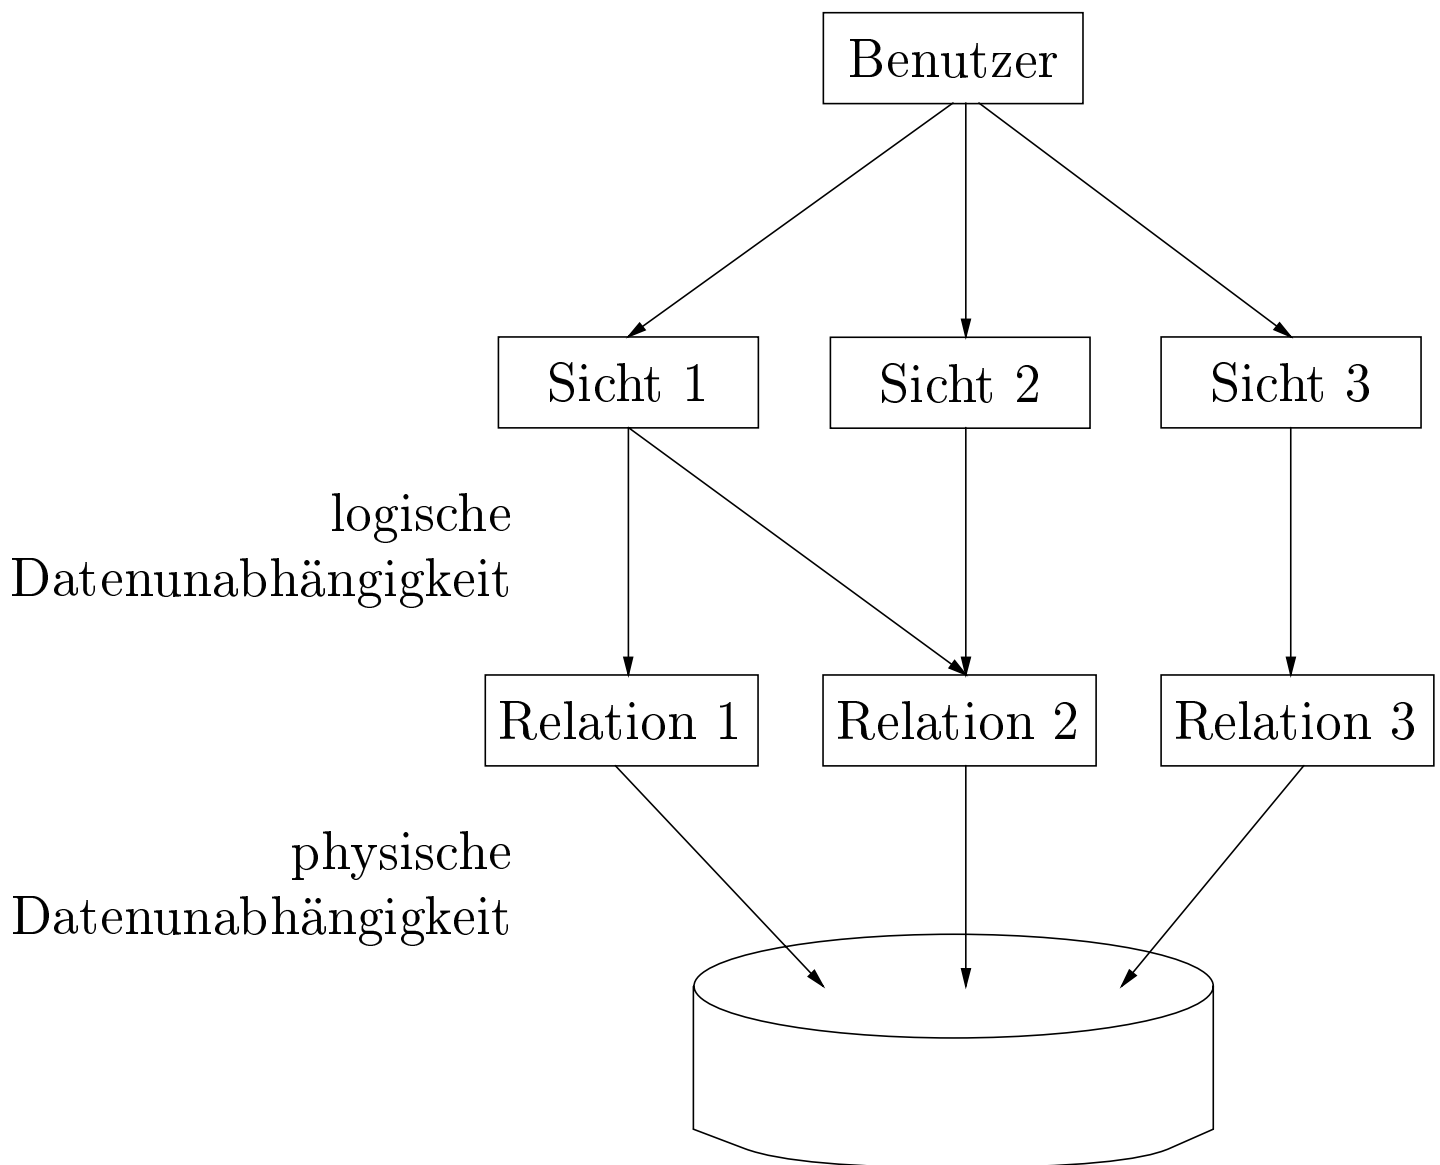 Benutzer
Sicht 1
Sicht 2
Sicht 3
logische
Datenunabhängigkeit
Relation 1
Relation 2
Relation 3
physische
Datenunabhängigkeit